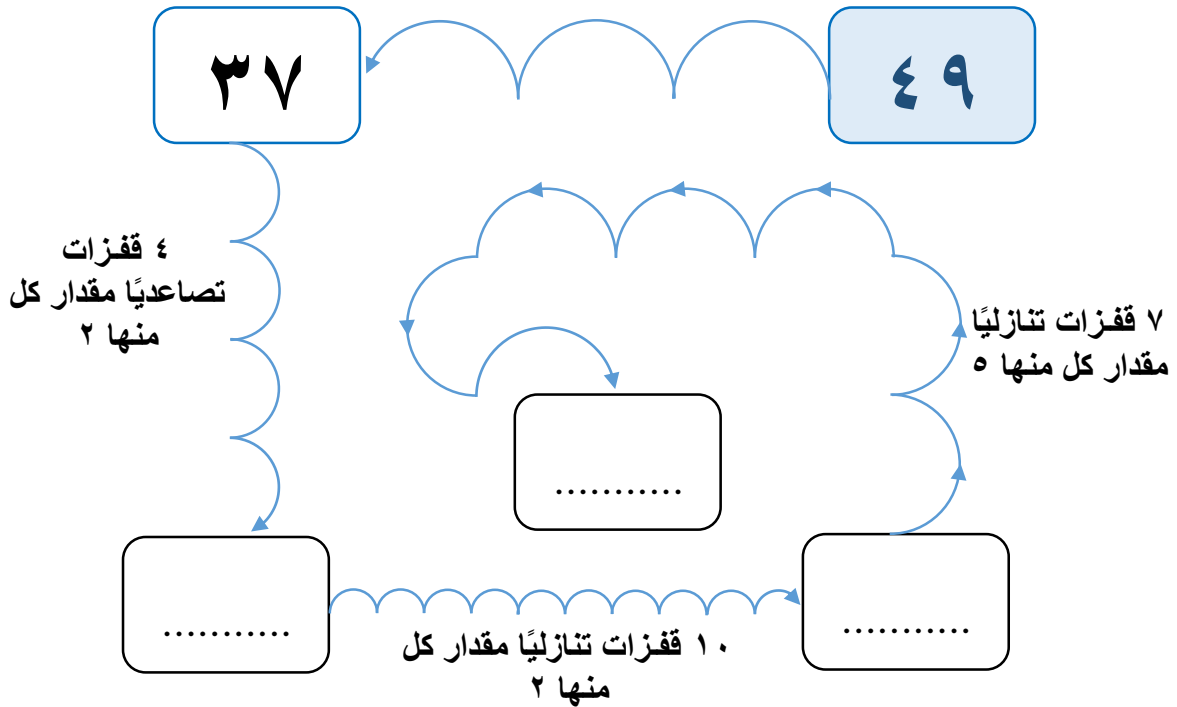 ٤٩
٣٧
٤ قفزات
تصاعديًا مقدار كل
منها ٢
٧ قفزات تنازليًا
مقدار كل منها ٥
...........
...........
...........
١٠ قفزات تنازليًا مقدار كل
منها ٢